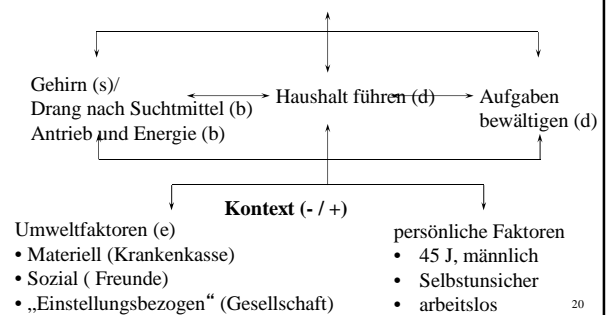 Gehirn (s)/
Drang nach Suchtmittel (b)
Antrieb und Energie (b)
Haushalt führen (d)
Aufgaben
bewältigen (d)
Kontext (- / +)
Umweltfaktoren (e)
• Materiell (Krankenkasse)
• Sozial ( Freunde)
• „Einstellungsbezogen“ (Gesellschaft)
persönliche Faktoren
• 45 J, männlich
• Selbstunsicher
• arbeitslos
20